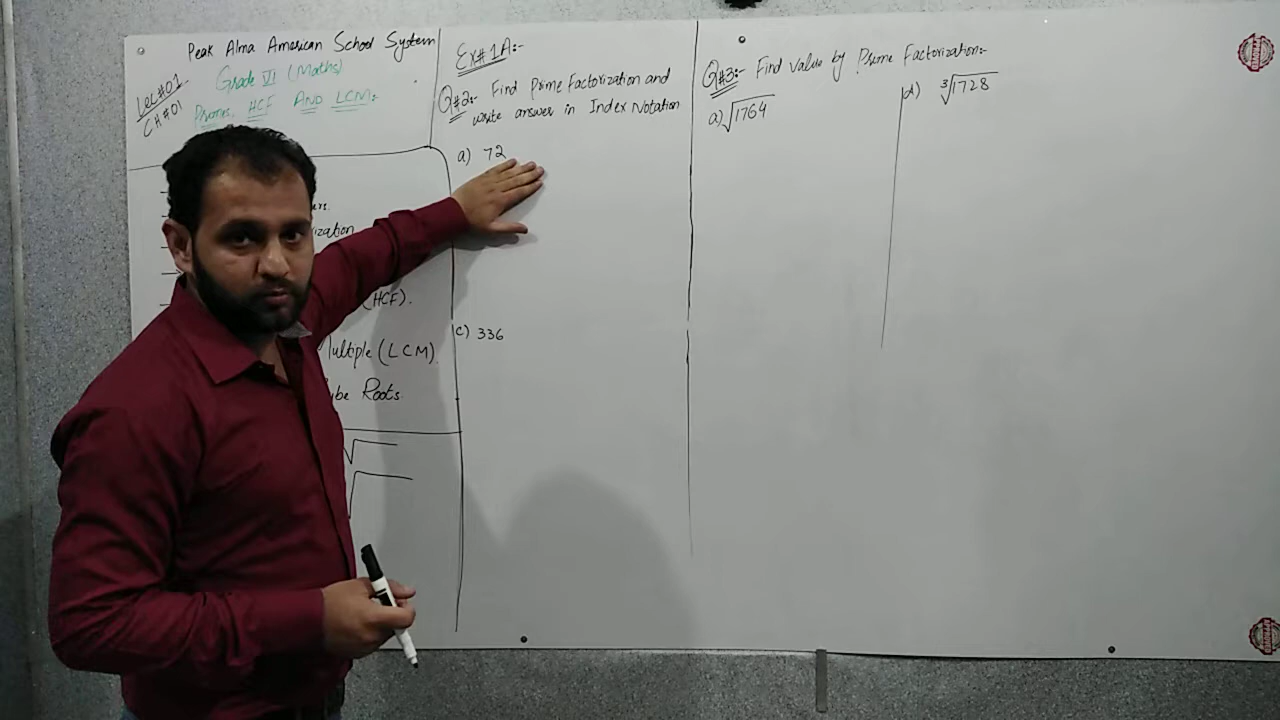 Peak Alma American School System
Lec#01
CH#01
Grade VI (Maths)
Primes, HCF AND LCM:
(HCF).
Multiple (LCM)
Roots
Ex#1A:-
Q#2:- Find Prime Factorization and
write answer in Index Notation
a) 72
c) 336
Q#3:- Find Value by Prime Factorization:-
a) √1764
d) ∛1728